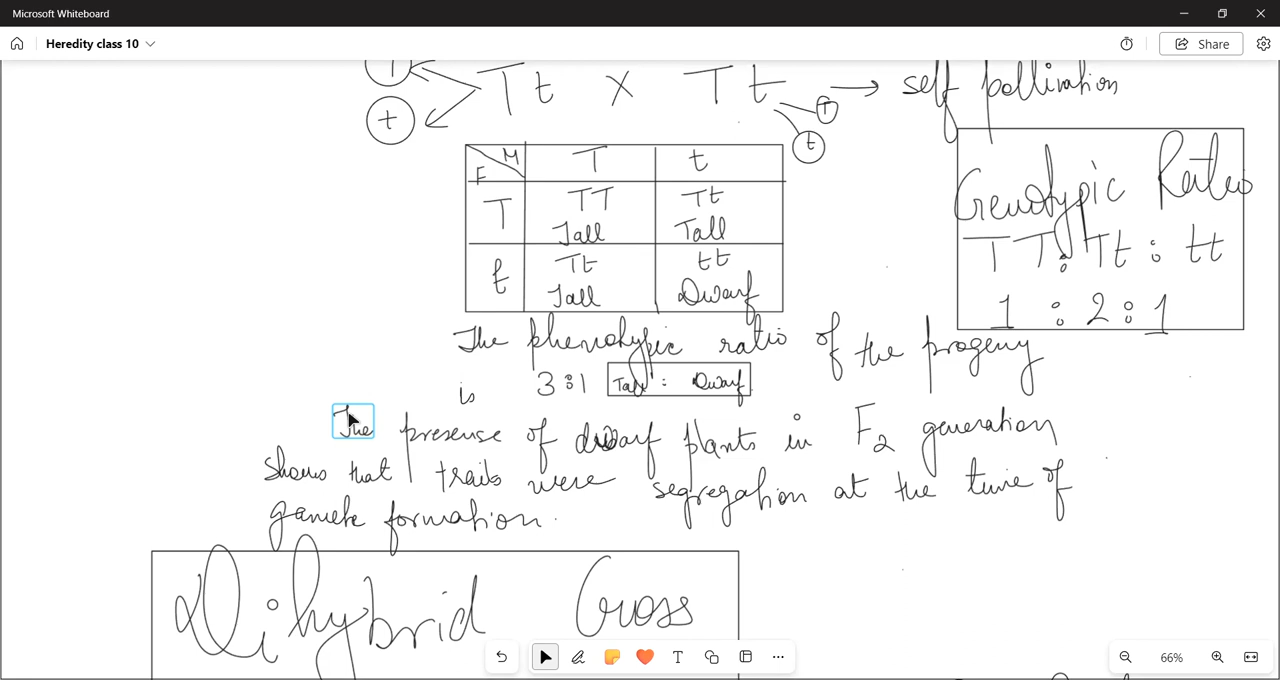 Microsoft Whiteboard
Heredity class 10
Share
T
Tt X Tt → self pollination
t
T
t
M T t
F
T TT Tt
Tall Tall
t Tt tt
Tall Dwarf
Genotypic Ratio
TT : Tt : tt
1 : 2 : 1
The phenotypic ratio of the progeny
is 3:1 Tall : Dwarf
The presense of dwarf plants in F2 generation
shows that traits were segregation at the time of
gamete formation.
Dihybrid Cross
66%